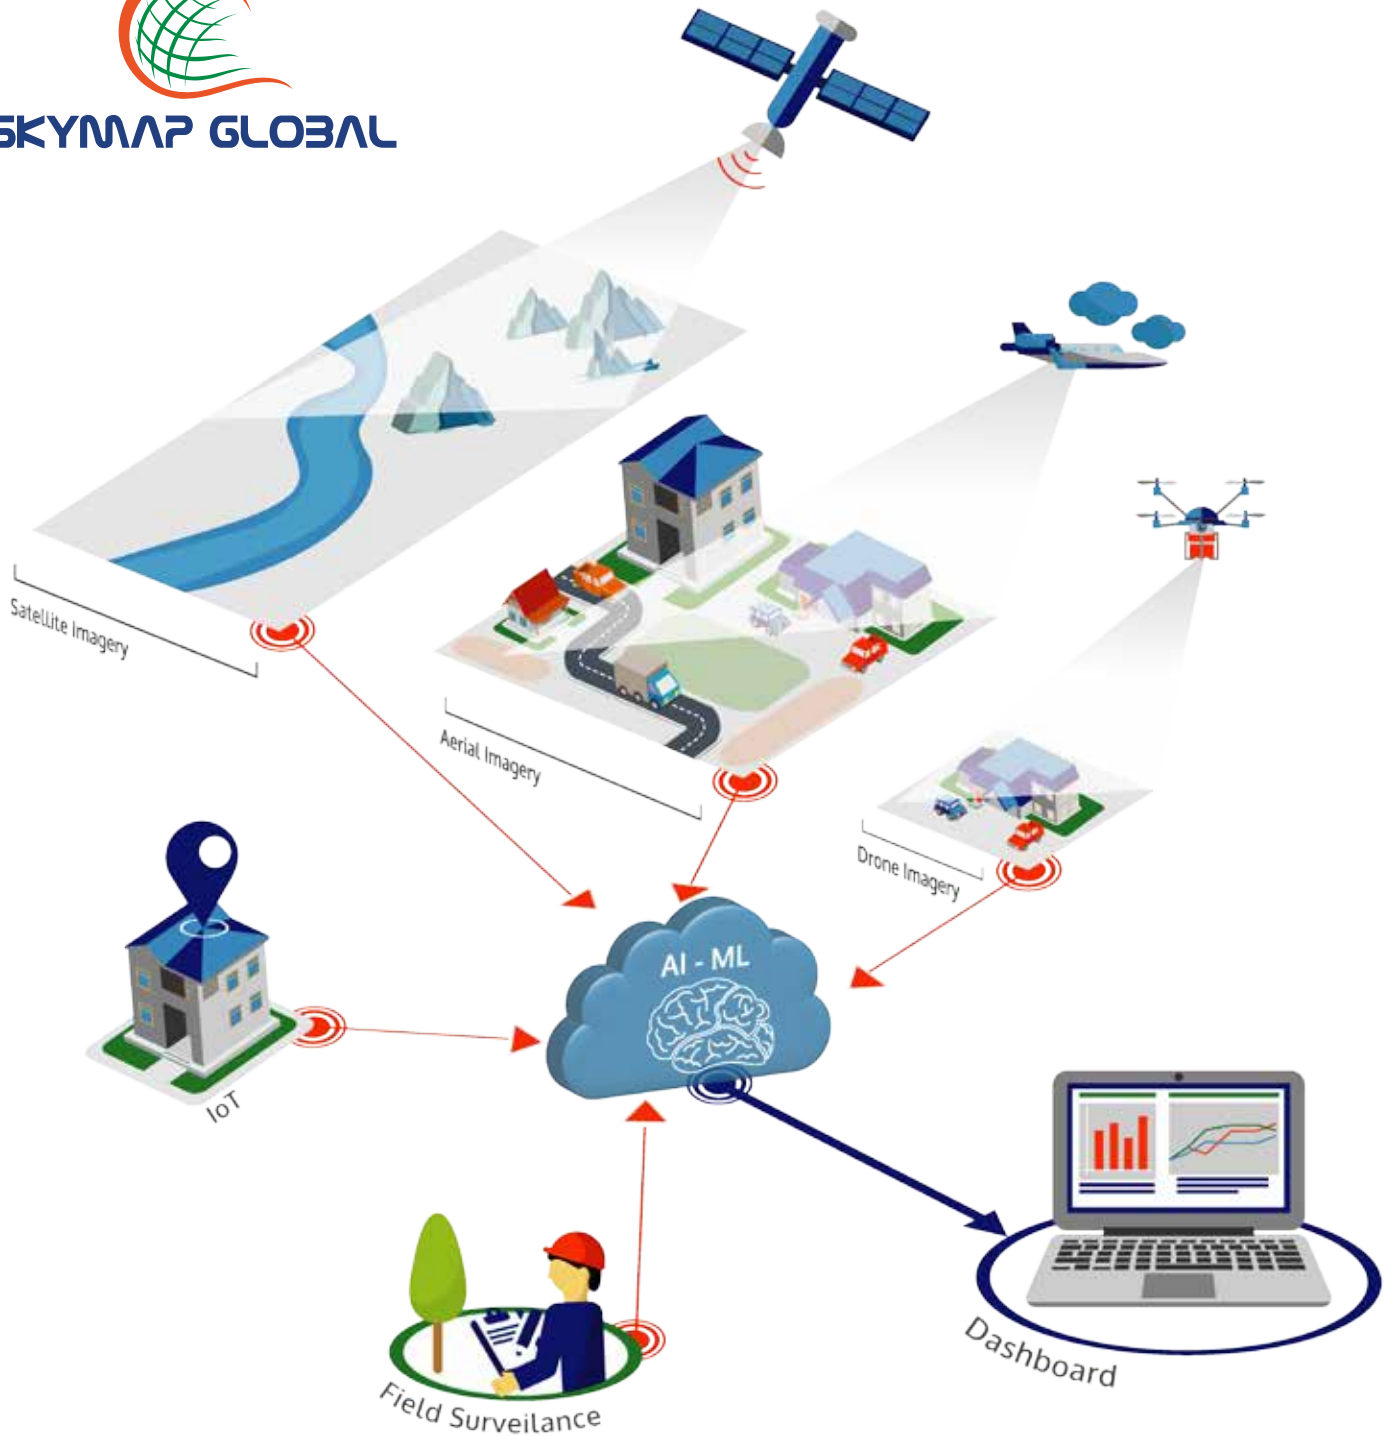 SKYMAP GLOBAL
Satellite Imagery
Aerial Imagery
Drone Imagery
AI - ML
IoT
Dashboard
Field Surveilance